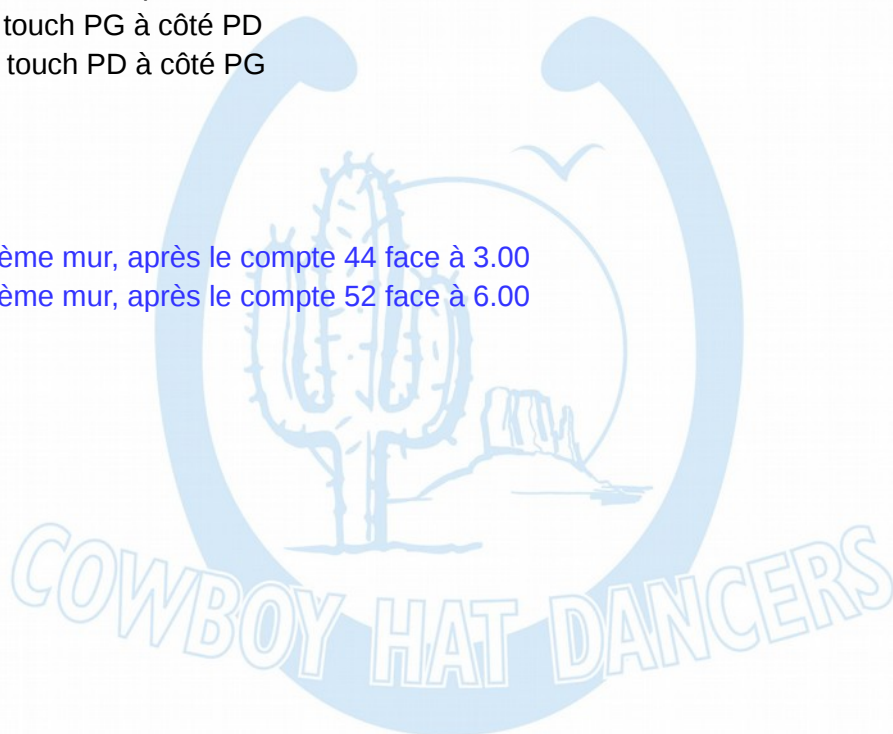 touch PG à côté PD
touch PD à côté PG
ème mur, après le compte 44 face à 3.00
ème mur, après le compte 52 face à 6.00
COWBOY HAT DANCERS